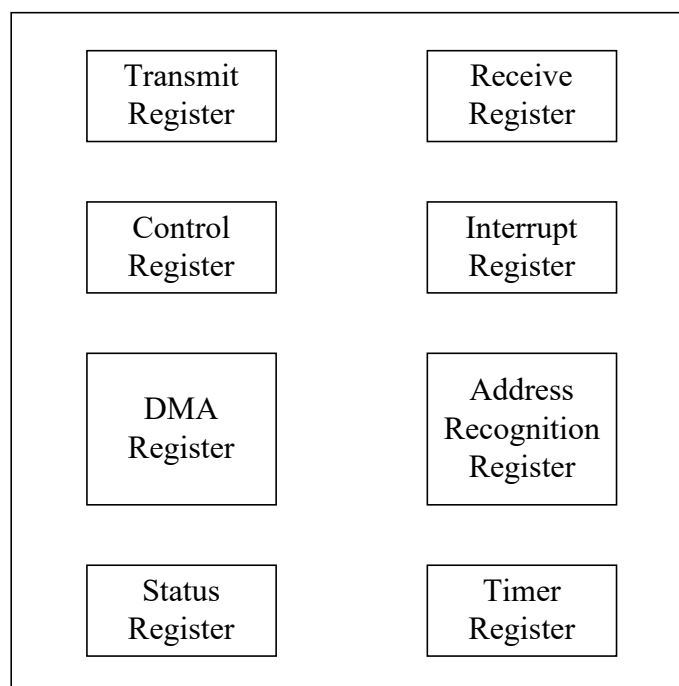 Transmit
Register
Receive
Register
Control
Register
Interrupt
Register
DMA
Register
Address
Recognition
Register
Status
Register
Timer
Register